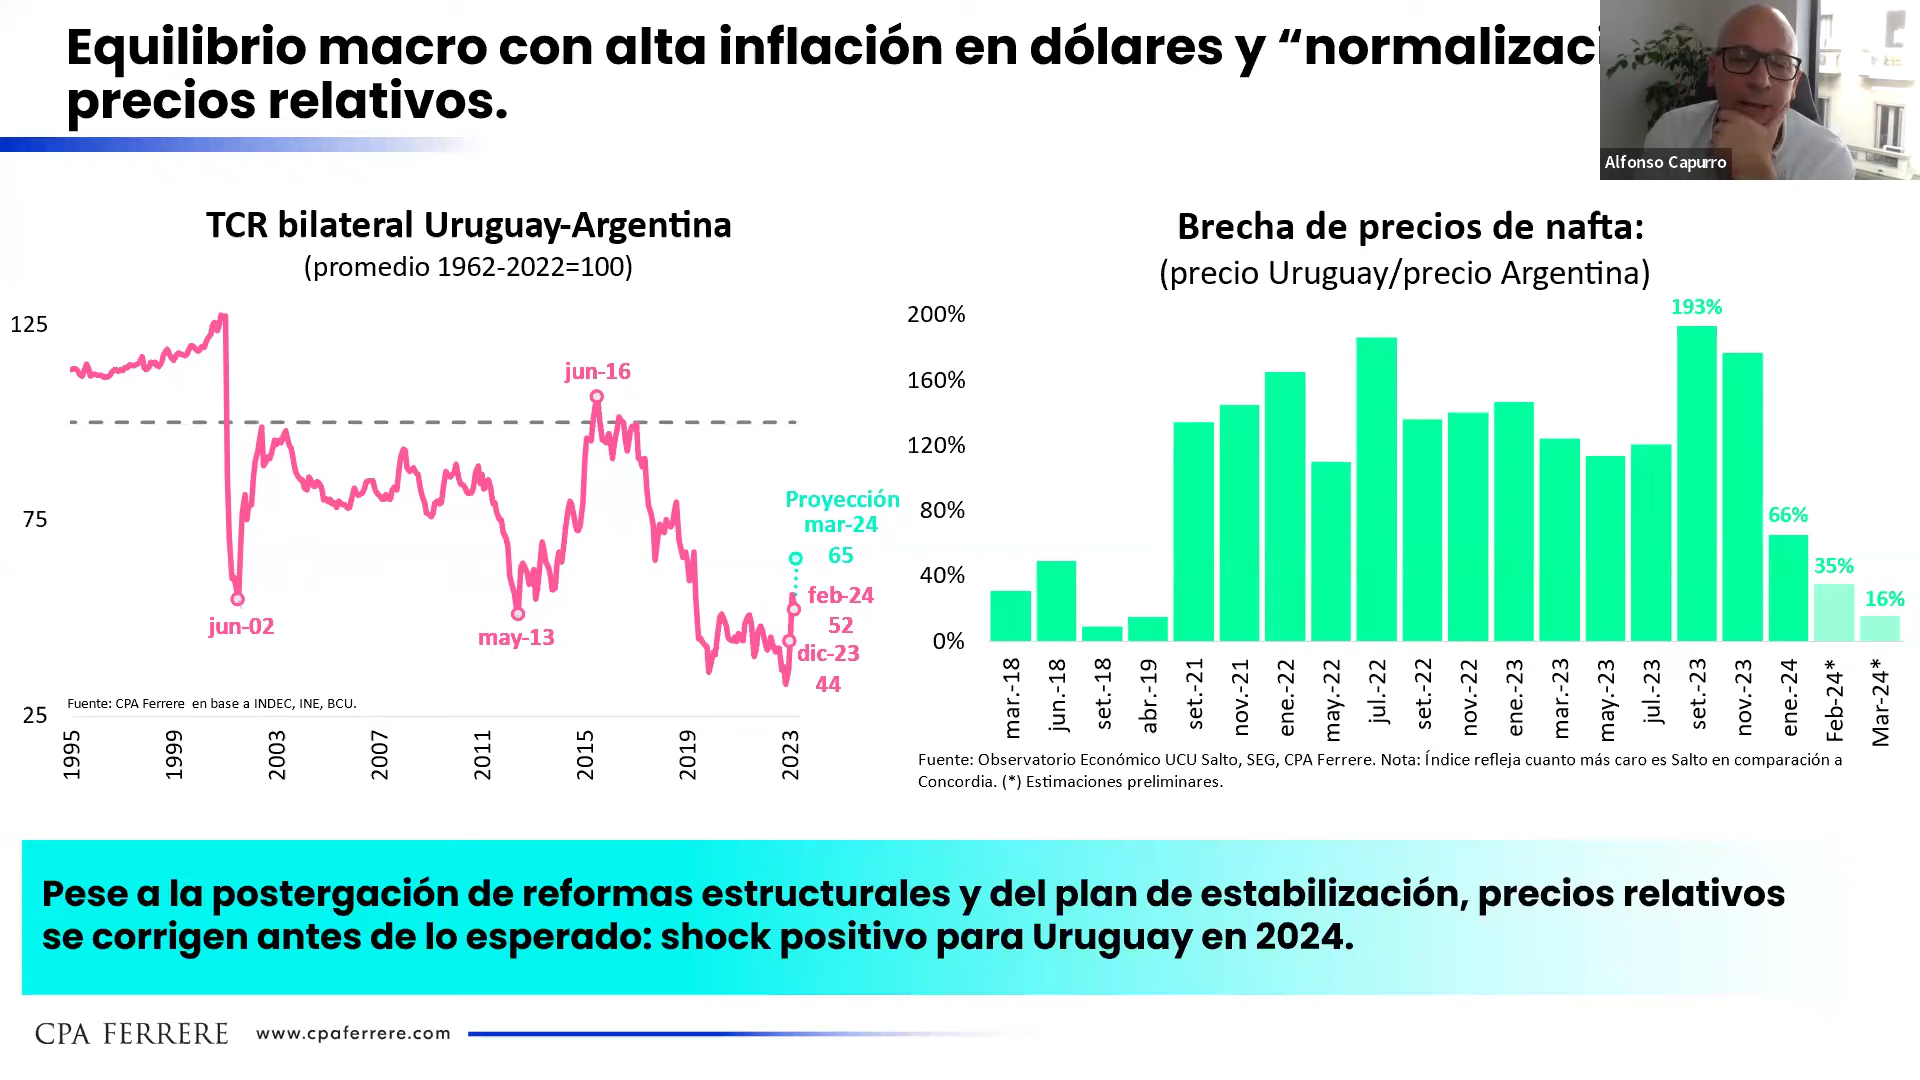 Equilibrio macro con alta inflación en dólares y “normalizaci
precios relativos.
Alfonso Capurro
TCR bilateral Uruguay-Argentina
(promedio 1962-2022=100)
125
75
25
jun-02
may-13
jun-16
Proyección
mar-24
65
feb-24
52
dic-23
44
Fuente: CPA Ferrere en base a INDEC, INE, BCU.
1995
1999
2003
2007
2011
2015
2019
2023
Brecha de precios de nafta:
(precio Uruguay/precio Argentina)
200%
160%
120%
80%
40%
0%
193%
66%
35%
16%
mar.-18
jun.-18
set.-18
abr.-19
set.-21
nov.-21
ene.-22
may.-22
jul.-22
set.-22
nov.-22
ene.-23
mar.-23
may.-23
jul.-23
set.-23
nov.-23
ene.-24
Feb-24*
Mar-24*
Fuente: Observatorio Económico UCU Salto, SEG, CPA Ferrere. Nota: Índice refleja cuanto más caro es Salto en comparación a
Concordia. (*) Estimaciones preliminares.
Pese a la postergación de reformas estructurales y del plan de estabilización, precios relativos
se corrigen antes de lo esperado: shock positivo para Uruguay en 2024.
CPA FERRERE
www.cpaferrere.com